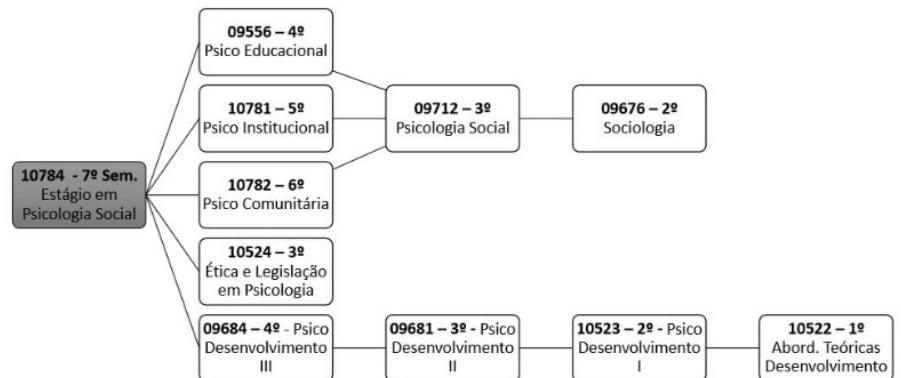 09556 – 4º
Psico Educacional
10781 – 5º
Psico Institucional
09712 – 3º
Psicologia Social
09676 – 2º
Sociologia
10784 - 7º Sem.
Estágio em
Psicologia Social
10782 – 6º
Psico Comunitária
10524 – 3º
Ética e Legislação
em Psicologia
09684 – 4º - Psico
Desenvolvimento
III
09681 – 3º - Psico
Desenvolvimento
II
10523 – 2º - Psico
Desenvolvimento
I
10522 – 1º
Abord. Teóricas
Desenvolvimento